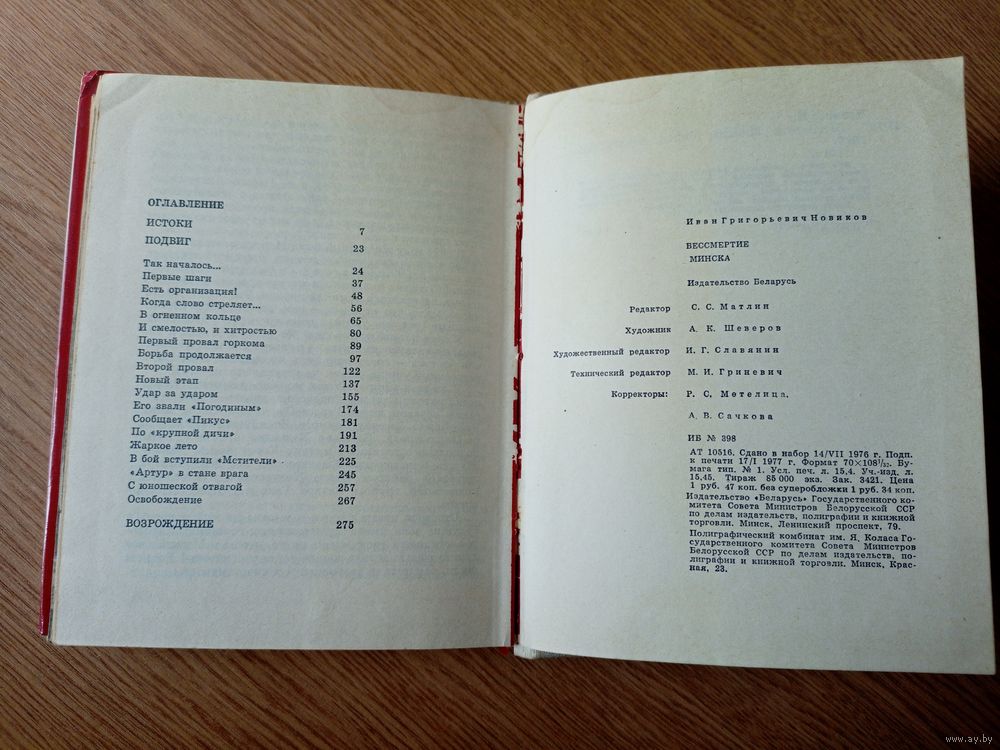 ОГЛАВЛЕНИЕ
ИСТОКИ 7
ПОДВИГ 23
Так началось... 24
Первые шаги 37
Есть организация! 48
Когда слово стреляет... 56
В огненном кольце 65
И смелостью, и хитростью 80
Первый провал горкома 89
Борьба продолжается 97
Второй провал 122
Новый этап 137
Удар за ударом 155
Его звали «Погодиным» 174
Сообщает «Пикус» 181
По «крупной дичи» 191
Жаркое лето 213
В бой вступили «Мстители» 225
«Артур» в стане врага 245
С юношеской отвагой 257
Освобождение 267
ВОЗРОЖДЕНИЕ 275
Иван Григорьевич Новиков
БЕССМЕРТИЕ
МИНСКА
Издательство Беларусь
Редактор С. С. Матлин
Художник А. К. Шеверов
Художественный редактор И. Г. Славянин
Технический редактор М. И. Гриневич
Корректоры: Р. С. Метелица,
А. В. Сачкова
ИБ № 398
АТ 10516. Сдано в набор 14/VII 1976 г. Подп.
к печати 17/I 1977 г. Формат 70×108¹/₃₂. Бу-
мага тип. № 1. Усл. печ. л. 15,4. Уч.-изд. л.
15,45. Тираж 85 000 экз. Зак. 3421. Цена
1 руб. 47 коп. без суперобложки 1 руб. 34 коп.
Издательство «Беларусь» Государственного ко-
митета Совета Министров Белорусской ССР
по делам издательств, полиграфии и книжной
торговли. Минск, Ленинский проспект, 79.
Полиграфический комбинат им. Я. Коласа Го-
сударственного комитета Совета Министров
Белорусской ССР по делам издательств, по-
лиграфии и книжной торговли. Минск, Крас-
ная, 23.
www.ay.by